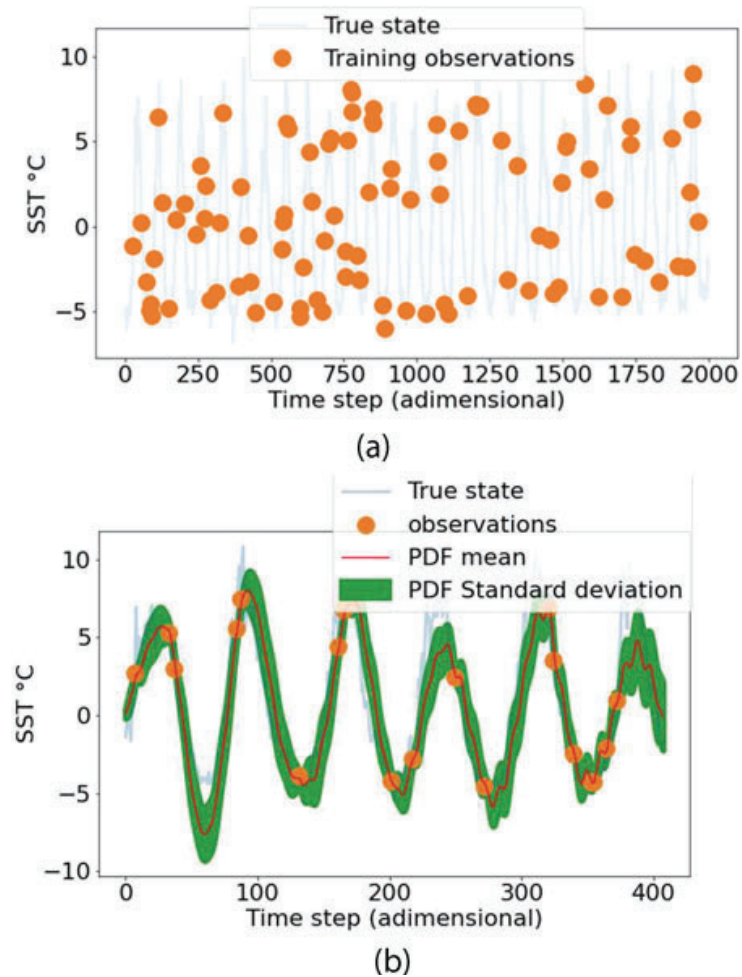 True state
Training observations
10
5
0
−5
SST °C
0 250 500 750 1000 1250 1500 1750 2000
Time step (adimensional)
(a)
True state
observations
PDF mean
PDF Standard deviation
10
5
0
−5
−10
SST °C
0 100 200 300 400
Time step (adimensional)
(b)